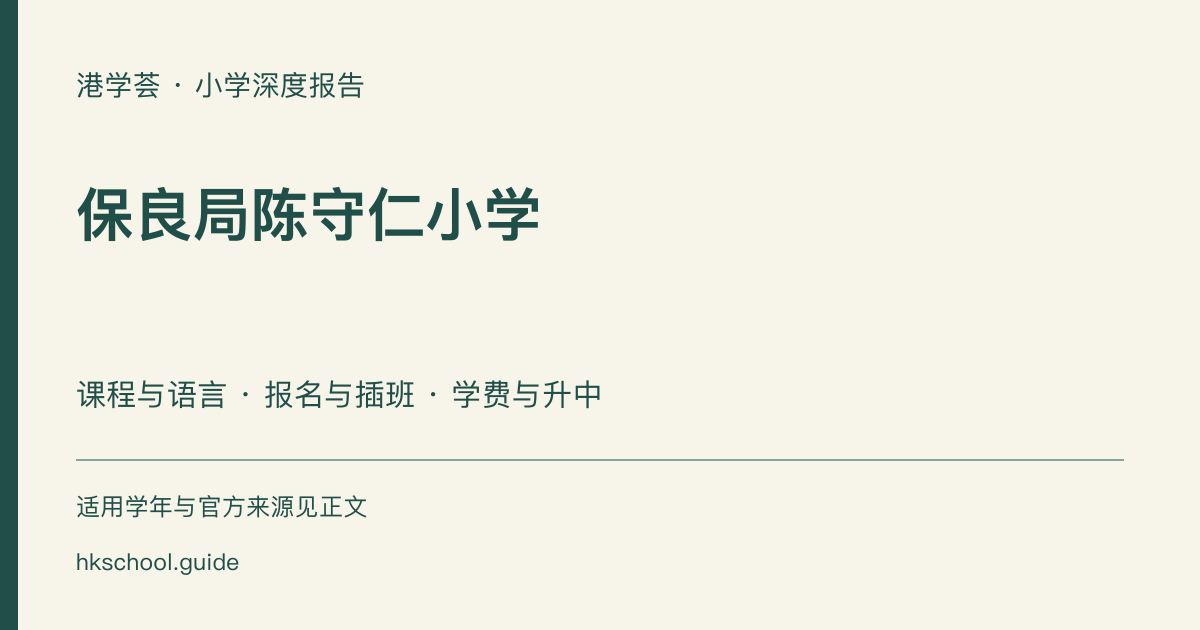 港学荟 · 小学深度报告
保良局陈守仁小学
课程与语言 · 报名与插班 · 学费与升中
适用学年与官方来源见正文
hkschool.guide